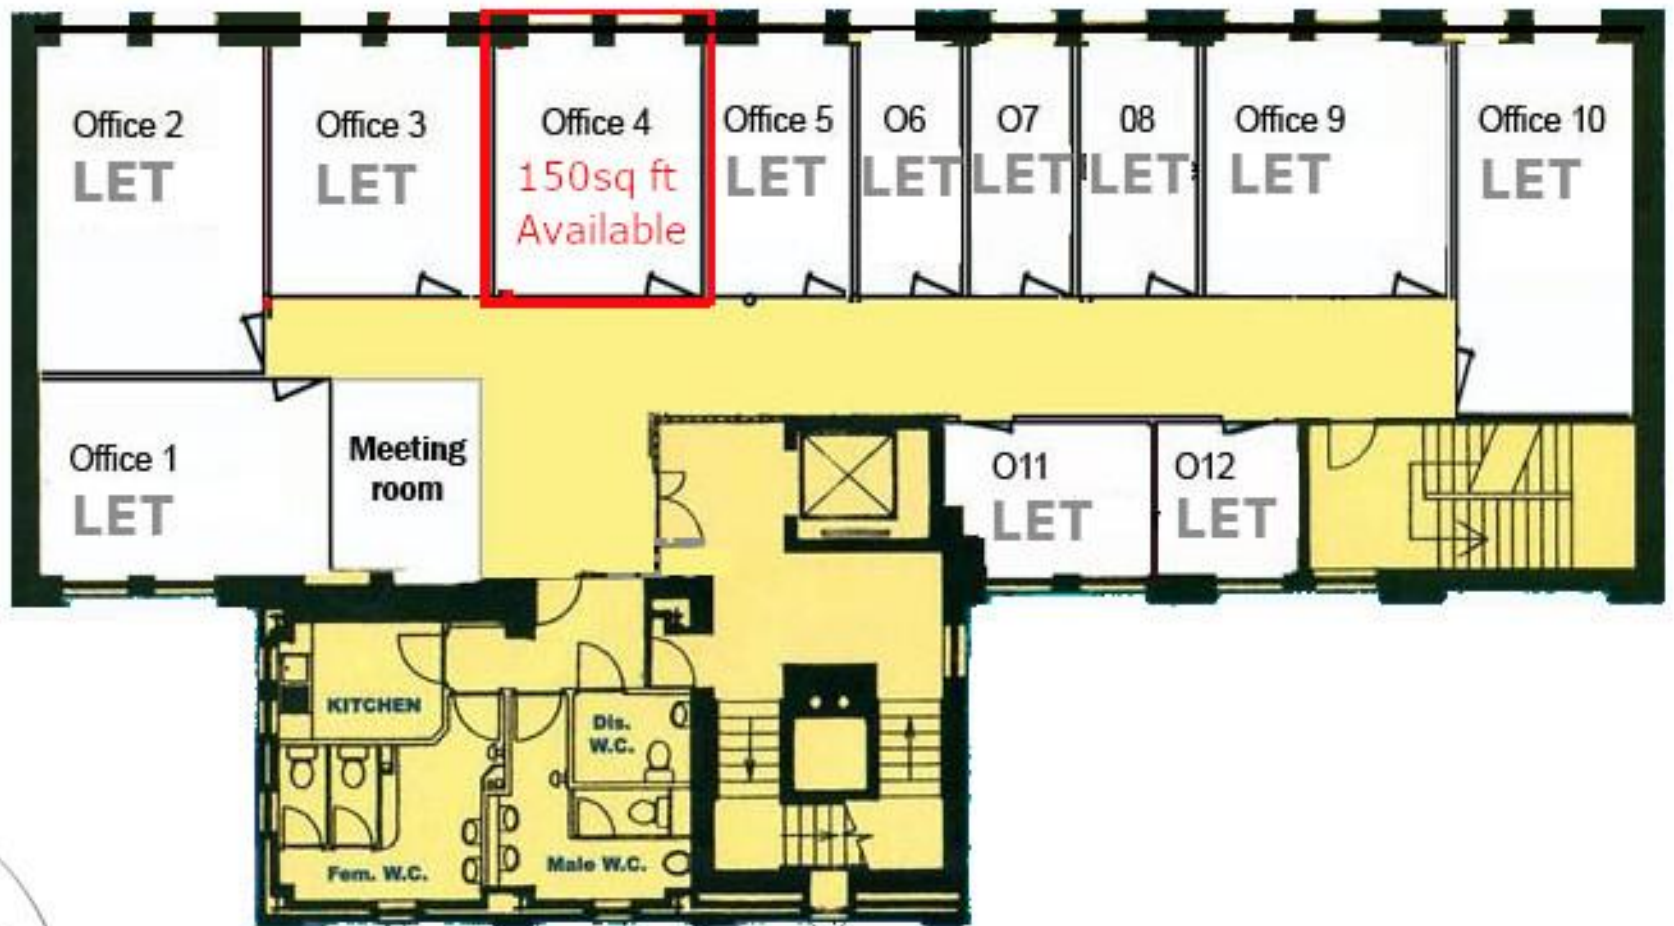 Office 2
LET
Office 3
LET
Office 4
150sq ft
Available
Office 5
LET
O6
LET
O7
LET
08
LET
Office 9
LET
Office 10
LET
Office 1
LET
Meeting
room
O11
LET
O12
LET
KITCHEN
Dis.
W.C.
Fem. W.C.
Male W.C.